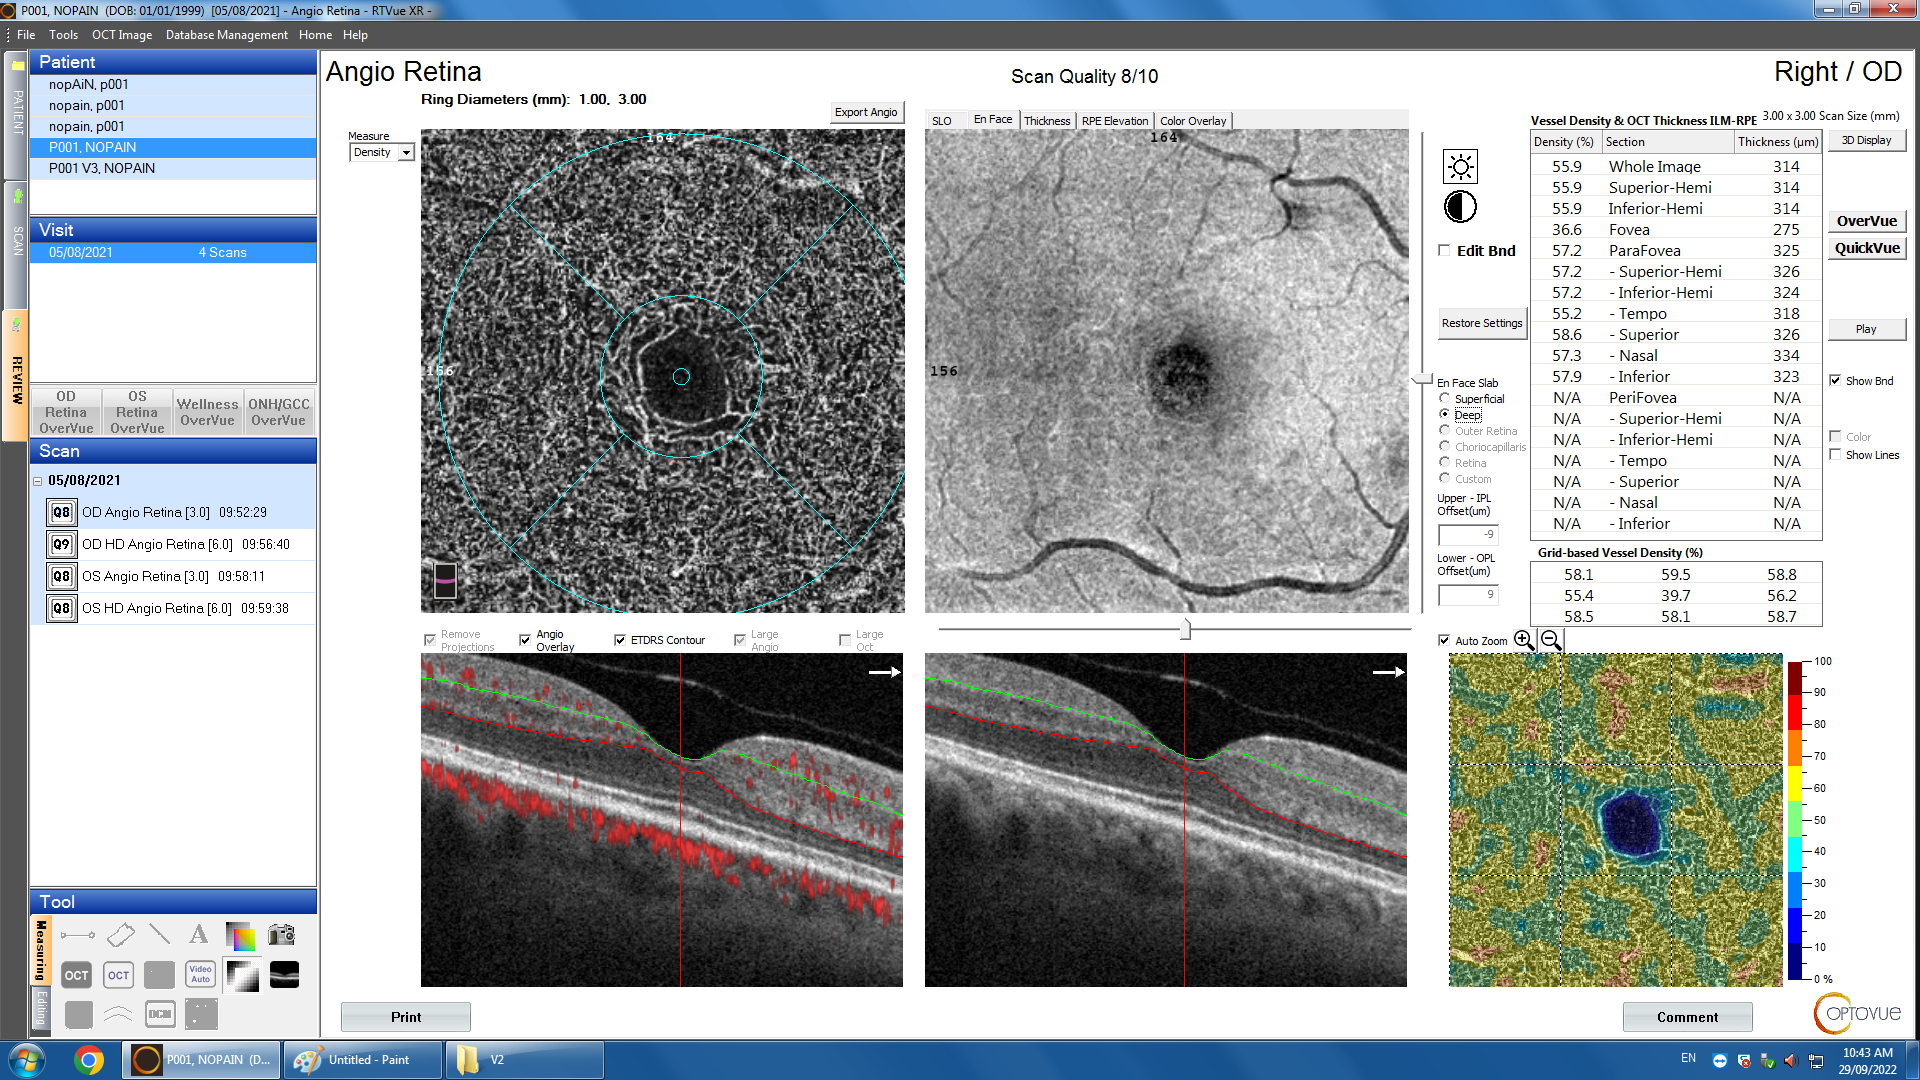 P001, NOPAIN (DOB: 01/01/1999) [05/08/2021] - Angio Retina - RTVue XR -
File Tools OCT Image Database Management Home Help
PATIENT
SCAN
REVIEW
Patient
nopAiN, p001
nopain, p001
nopain, p001
P001, NOPAIN
P001 V3, NOPAIN
Visit
05/08/2021 4 Scans
OD Retina OverVue
OS Retina OverVue
Wellness OverVue
ONH/GCC OverVue
Scan
05/08/2021
Q8 OD Angio Retina [3.0] 09:52:29
Q9 OD HD Angio Retina [6.0] 09:56:40
Q8 OS Angio Retina [3.0] 09:58:11
Q8 OS HD Angio Retina [6.0] 09:59:38
Tool
Measuring
Editing
A
OCT OCT Video Auto
DCM
Angio Retina
Scan Quality 8/10
Right / OD
Ring Diameters (mm): 1.00, 3.00
Export Angio
Measure
Density
164
156
SLO En Face Thickness RPE Elevation Color Overlay
164
156
Edit Bnd
Restore Settings
En Face Slab
Superficial
Deep
Outer Retina
Choriocapillaris
Retina
Custom
Upper - IPL
Offset(um)
-9
Lower - OPL
Offset(um)
9
Vessel Density & OCT Thickness ILM-RPE 3.00 x 3.00 Scan Size (mm)
Density (%) Section Thickness (µm)
55.9 Whole Image 314
55.9 Superior-Hemi 314
55.9 Inferior-Hemi 314
36.6 Fovea 275
57.2 ParaFovea 325
57.2 - Superior-Hemi 326
57.2 - Inferior-Hemi 324
55.2 - Tempo 318
58.6 - Superior 326
57.3 - Nasal 334
57.9 - Inferior 323
N/A PeriFovea N/A
N/A - Superior-Hemi N/A
N/A - Inferior-Hemi N/A
N/A - Tempo N/A
N/A - Superior N/A
N/A - Nasal N/A
N/A - Inferior N/A
Grid-based Vessel Density (%)
58.1 59.5 58.8
55.4 39.7 56.2
58.5 58.1 58.7
3D Display
OverVue
QuickVue
Play
Show Bnd
Color
Show Lines
Remove Projections
Angio Overlay
ETDRS Contour
Large Angio
Large Oct
Auto Zoom
100
90
80
70
60
50
40
30
20
10
0 %
Print
Comment
OPTOVUE
P001, NOPAIN (D...
Untitled - Paint
V2
EN
10:43 AM
29/09/2022